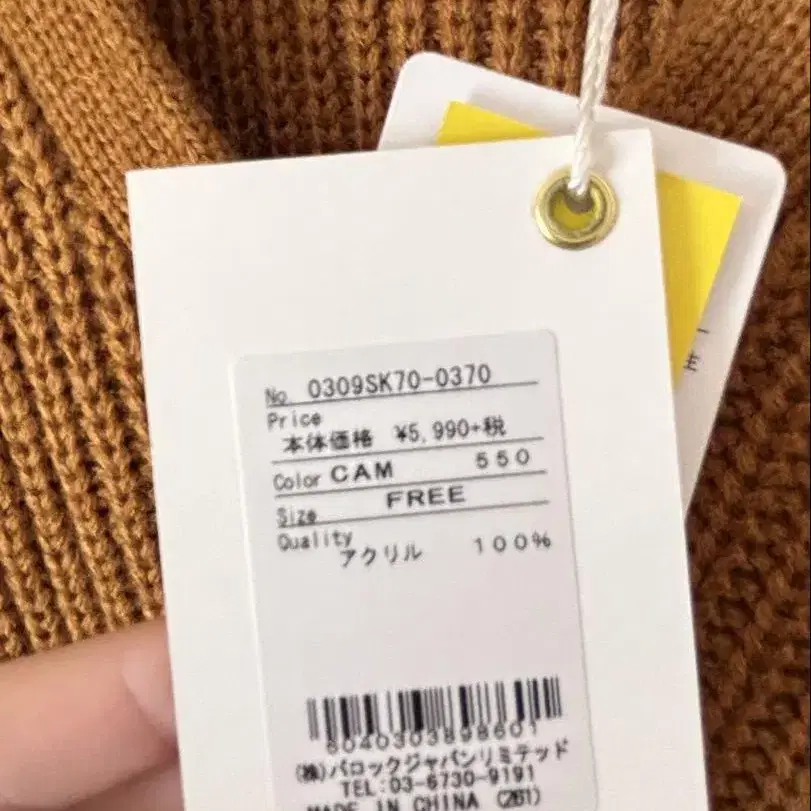 No 0309SK70-0370
Price
本体価格 ¥5,990+税
Color CAM 550
Size FREE
Quality
アクリル 100%
(株)バロックジャパンリミテッド
TEL:03-6730-9191
MADE IN CHINA (261)